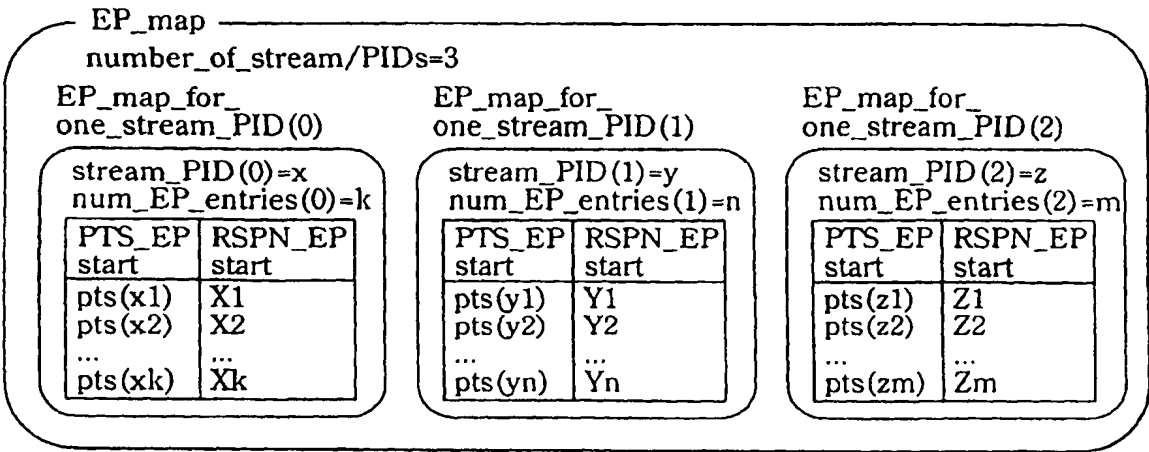 EP_map
number_of_stream/PIDs=3
EP_map_for_
one_stream_PID(0)
stream_PID(0)=x
num_EP_entries(0)=k
PTS_EP RSPN_EP
start start
pts(x1) X1
pts(x2) X2
... ...
pts(xk) Xk
EP_map_for_
one_stream_PID(1)
stream_PID(1)=y
num_EP_entries(1)=n
PTS_EP RSPN_EP
start start
pts(y1) Y1
pts(y2) Y2
... ...
pts(yn) Yn
EP_map_for_
one_stream_PID(2)
stream_PID(2)=z
num_EP_entries(2)=m
PTS_EP RSPN_EP
start start
pts(z1) Z1
pts(z2) Z2
... ...
pts(zm) Zm